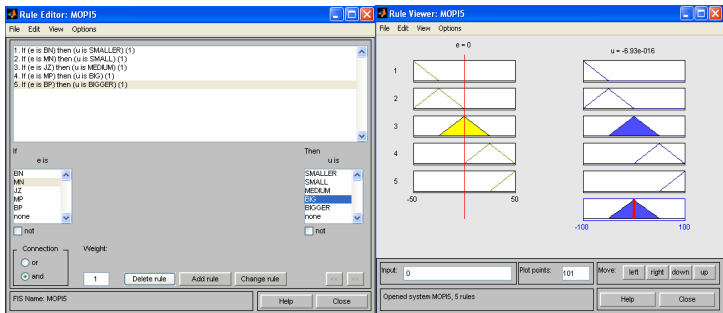 Rule Editor: MOPI5
File Edit View Options
1. If (e is BN) then (u is SMALLER) (1)
2. If (e is MN) then (u is SMALL) (1)
3. If (e is JZ) then (u is MEDIUM) (1)
4. If (e is MP) then (u is BIG) (1)
5. If (e is BP) then (u is BIGGER) (1)
If
e is
Then
u is
BN
MN
JZ
MP
BP
none
SMALLER
SMALL
MEDIUM
BIG
BIGGER
none
not
not
Connection
or
and
Weight:
1
Delete rule
Add rule
Change rule
<<
>>
FIS Name: MOPI5
Help
Close
Rule Viewer: MOPI5
File Edit View Options
e = 0
u = -6.93e-016
1
2
3
4
5
-50
50
-100
100
Input:
0
Plot points:
101
Move:
left
right
down
up
Opened system MOPI5, 5 rules
Help
Close